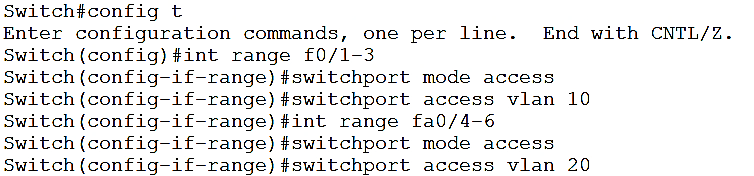 Switch#config t
Enter configuration commands, one per line.  End with CNTL/Z.
Switch(config)#int range f0/1-3
Switch(config-if-range)#switchport mode access
Switch(config-if-range)#switchport access vlan 10
Switch(config-if-range)#int range fa0/4-6
Switch(config-if-range)#switchport mode access
Switch(config-if-range)#switchport access vlan 20